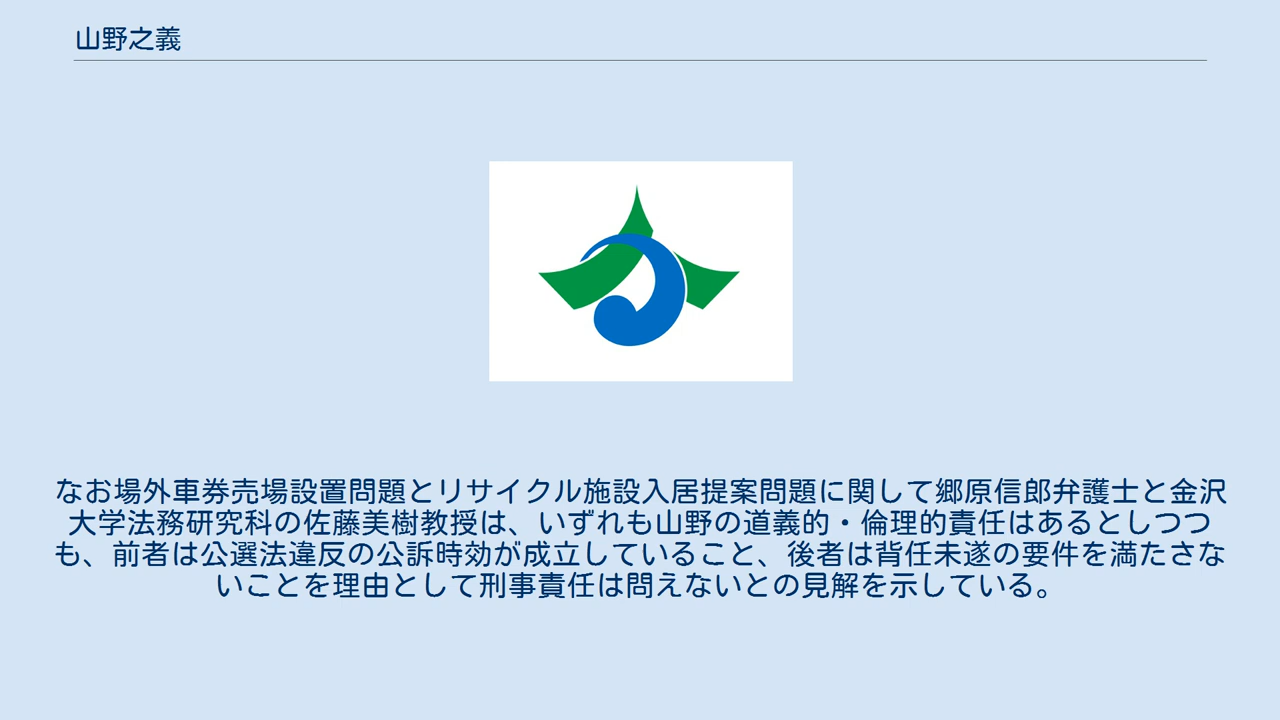 山野之義
なお場外車券売場設置問題とリサイクル施設入居提案問題に関して郷原信郎弁護士と金沢
大学法務研究科の佐藤美樹教授は、いずれも山野の道義的・倫理的責任はあるとしつつ
も、前者は公選法違反の公訴時効が成立していること、後者は背任未遂の要件を満たさな
いことを理由として刑事責任は問えないとの見解を示している。